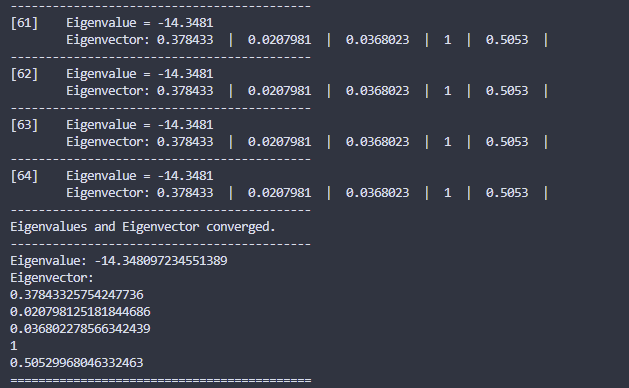 -------------------------------------------
[61]    Eigenvalue = -14.3481
        Eigenvector: 0.378433  |  0.0207981  |  0.0368023  |  1  |  0.5053  |
-------------------------------------------
[62]    Eigenvalue = -14.3481
        Eigenvector: 0.378433  |  0.0207981  |  0.0368023  |  1  |  0.5053  |
-------------------------------------------
[63]    Eigenvalue = -14.3481
        Eigenvector: 0.378433  |  0.0207981  |  0.0368023  |  1  |  0.5053  |
-------------------------------------------
[64]    Eigenvalue = -14.3481
        Eigenvector: 0.378433  |  0.0207981  |  0.0368023  |  1  |  0.5053  |
-------------------------------------------
Eigenvalues and Eigenvector converged.
-------------------------------------------
Eigenvalue: -14.348097234551389
Eigenvector:
0.37843325754247736
0.020798125181844686
0.036802278566342439
1
0.50529968046332463
===========================================